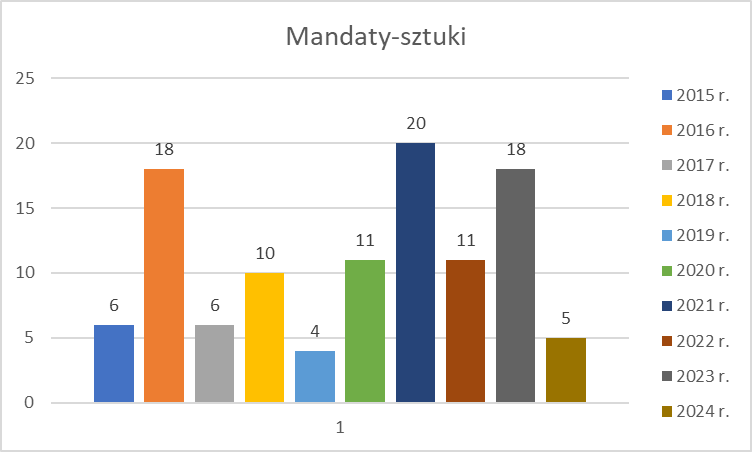 Mandaty-sztuki
25
20
15
10
5
0
6
18
6
10
4
11
20
11
18
5
1
2015 r.
2016 r.
2017 r.
2018 r.
2019 r.
2020 r.
2021 r.
2022 r.
2023 r.
2024 r.